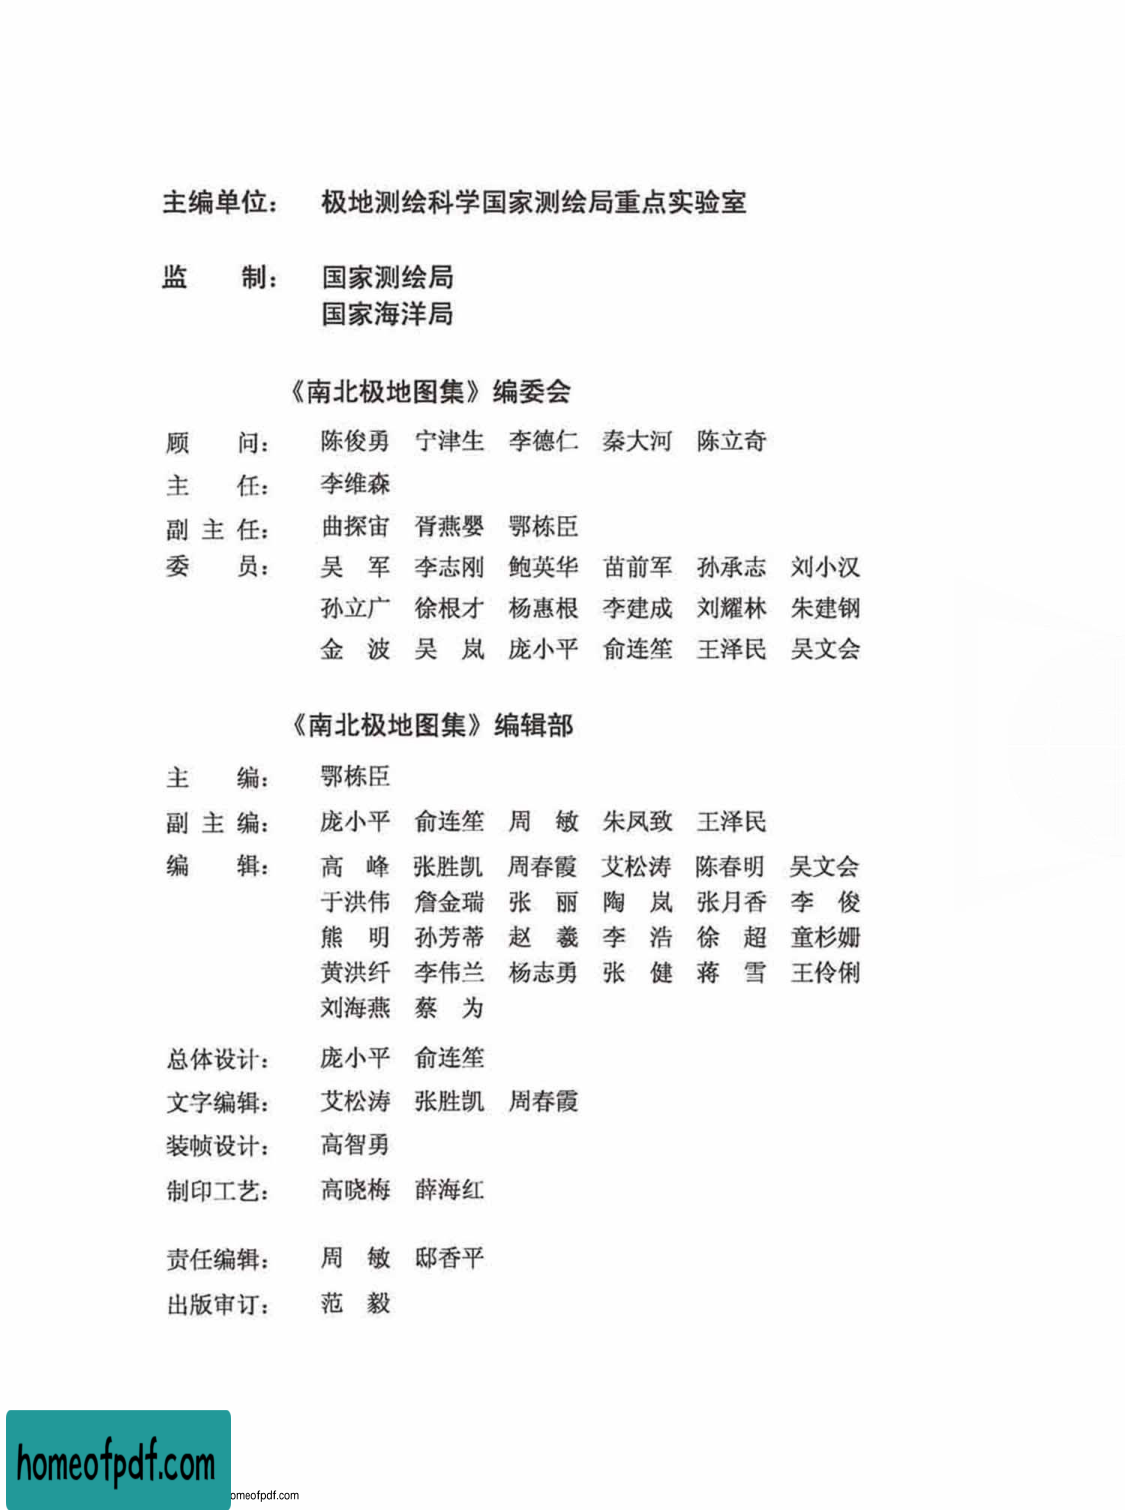 主编单位： 极地测绘科学国家测绘局重点实验室
监 制： 国家测绘局
国家海洋局
《南北极地图集》编委会
顾 问： 陈俊勇 宁津生 李德仁 秦大河 陈立奇
主 任： 李维森
副 主 任： 曲探宙 胥燕婴 鄂栋臣
委 员： 吴 军 李志刚 鲍英华 苗前军 孙承志 刘小汉
孙立广 徐根才 杨惠根 李建成 刘耀林 朱建钢
金 波 吴 岚 庞小平 俞连笙 王泽民 吴文会
《南北极地图集》编辑部
主 编： 鄂栋臣
副 主 编： 庞小平 俞连笙 周 敏 朱凤致 王泽民
编 辑： 高 峰 张胜凯 周春霞 艾松涛 陈春明 吴文会
于洪伟 詹金瑞 张 丽 陶 岚 张月香 李 俊
熊 明 孙芳蒂 赵 羲 李 浩 徐 超 童杉姗
黄洪纤 李伟兰 杨志勇 张 健 蒋 雪 王伶俐
刘海燕 蔡 为
总体设计： 庞小平 俞连笙
文字编辑： 艾松涛 张胜凯 周春霞
装帧设计： 高智勇
制印工艺： 高晓梅 薛海红
责任编辑： 周 敏 邸香平
出版审订： 范 毅
homeofpdf.com
omeofpdf.com